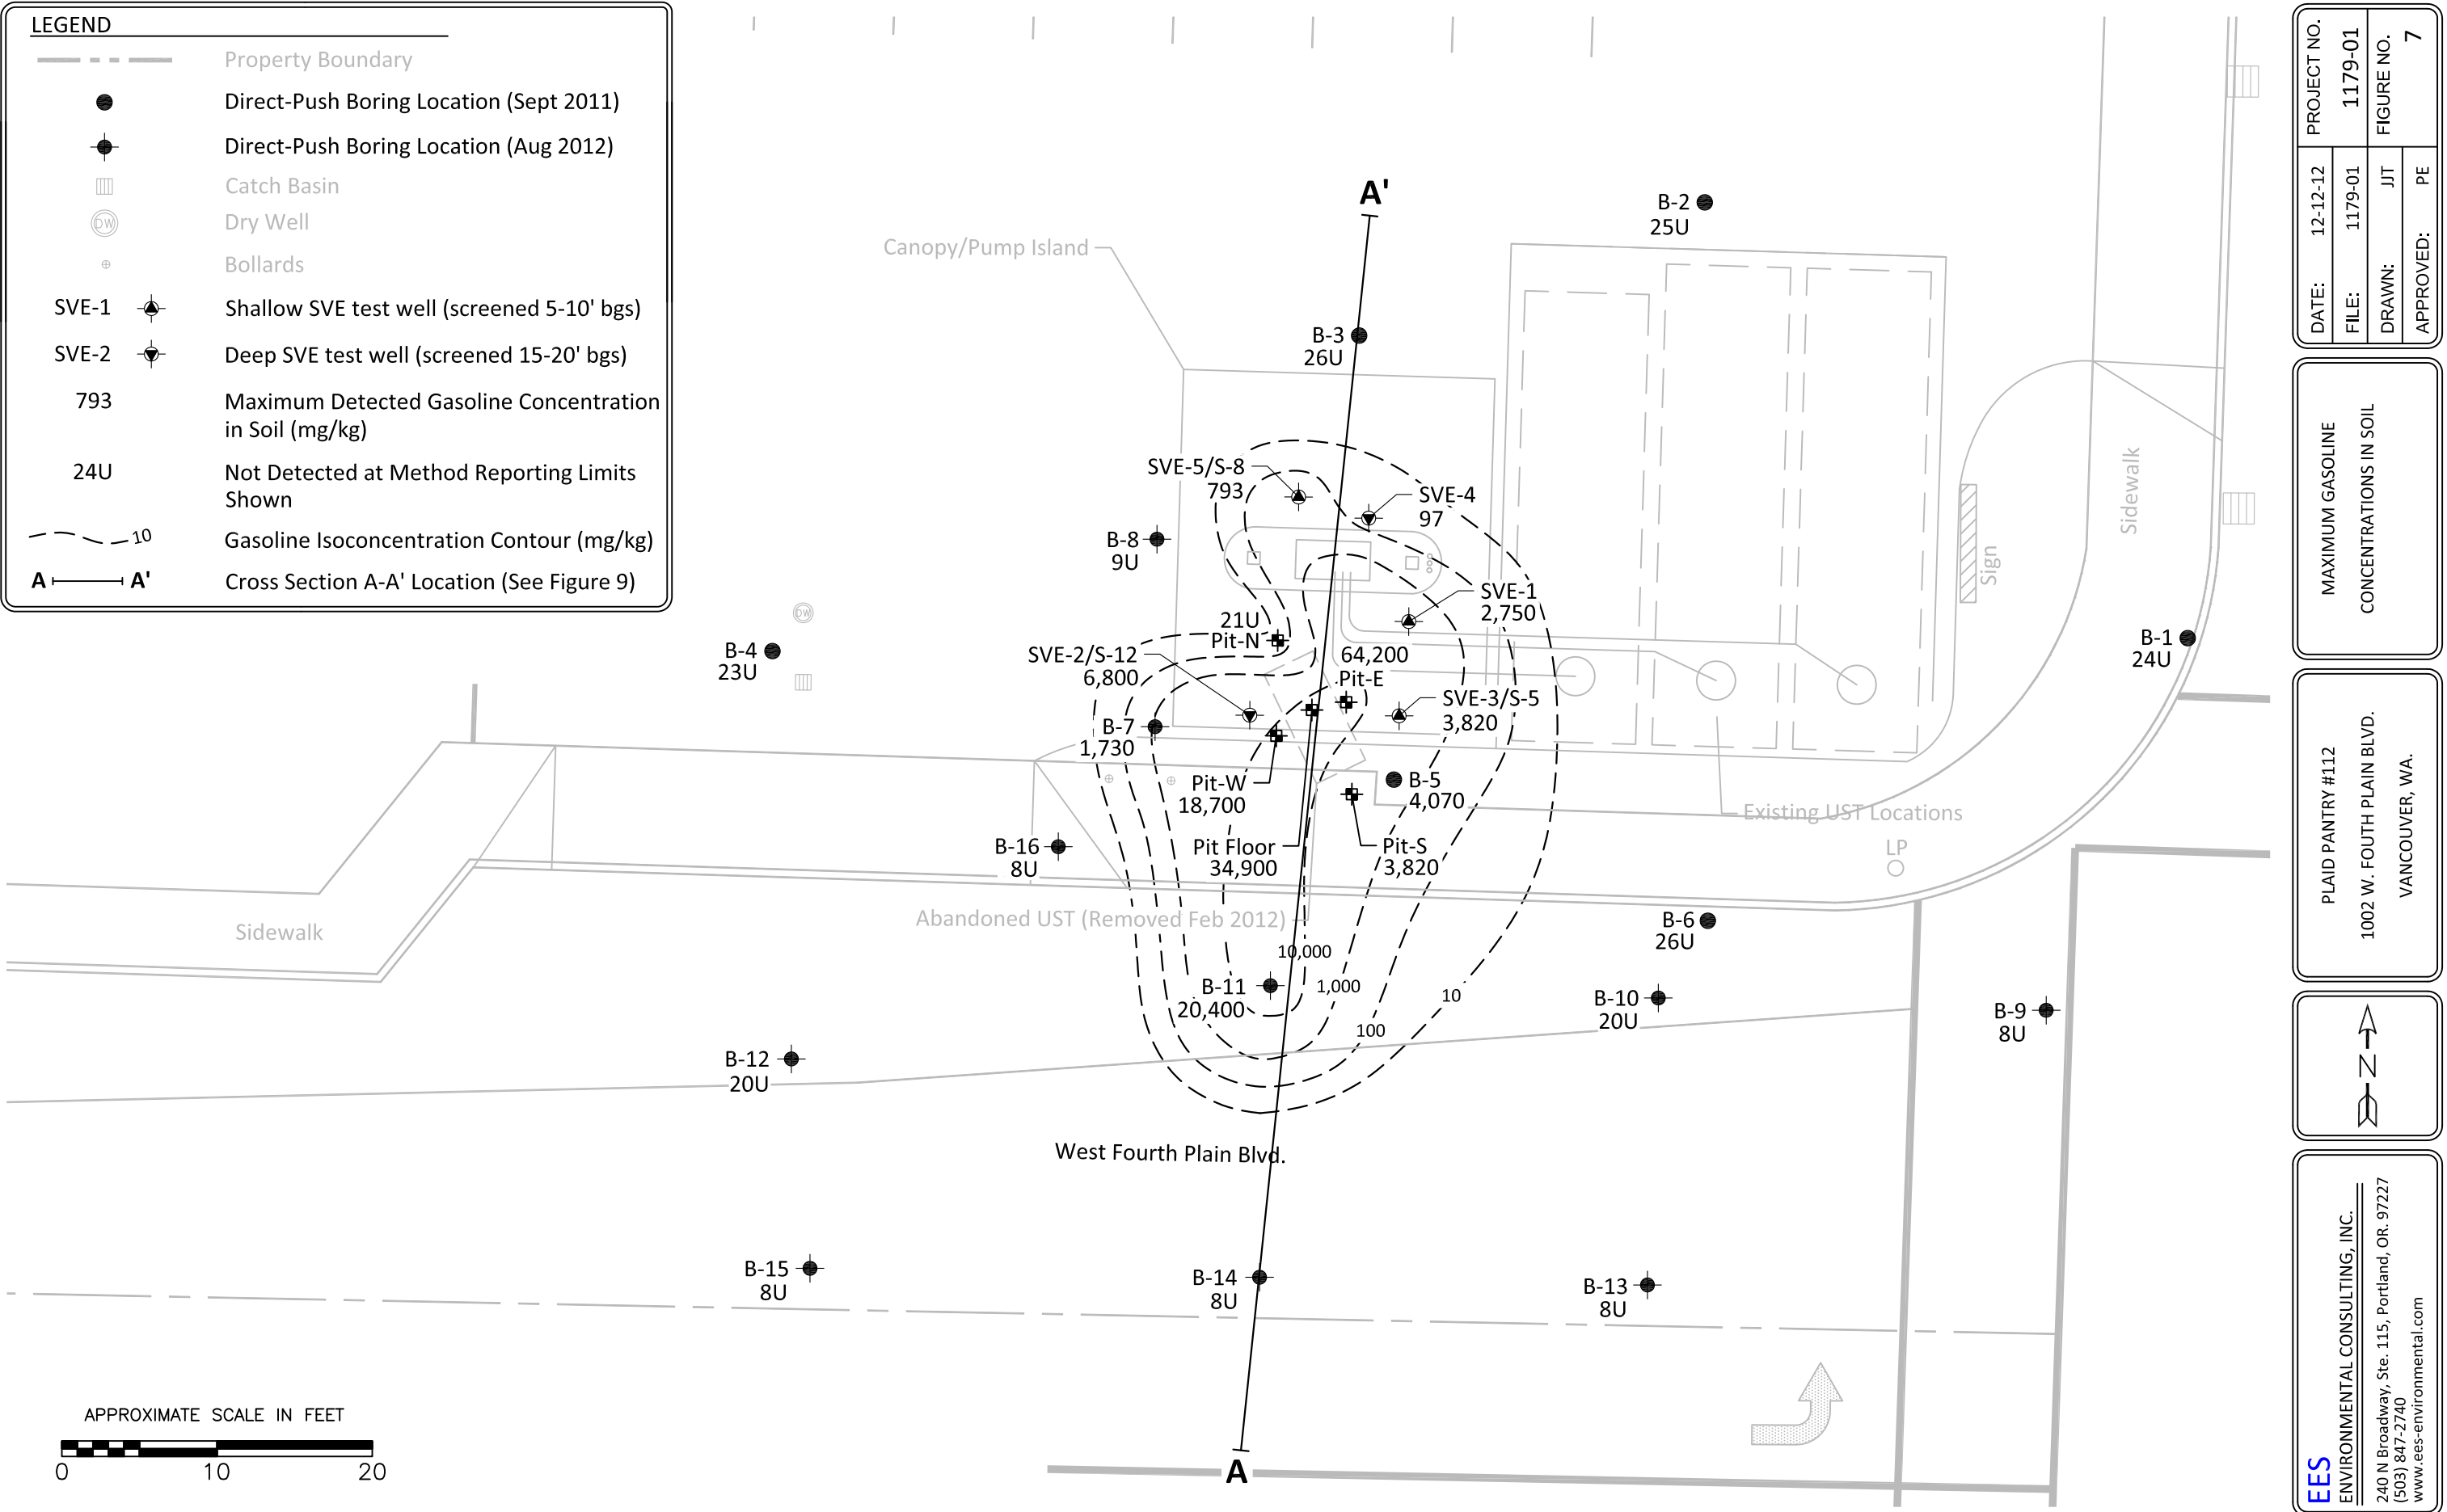 LEGEND
Property Boundary
Direct-Push Boring Location (Sept 2011)
Direct-Push Boring Location (Aug 2012)
Catch Basin
DW
Dry Well
Bollards
SVE-1
Shallow SVE test well (screened 5-10' bgs)
SVE-2
Deep SVE test well (screened 15-20' bgs)
793
Maximum Detected Gasoline Concentration
in Soil (mg/kg)
24U
Not Detected at Method Reporting Limits
Shown
10
Gasoline Isoconcentration Contour (mg/kg)
A A'
Cross Section A-A' Location (See Figure 9)
A'
B-2
25U
Canopy/Pump Island
B-3
26U
SVE-5/S-8
793
SVE-4
97
B-8
9U
Sidewalk
Sign
SVE-1
2,750
DW
21U
Pit-N
B-4
23U
SVE-2/S-12
6,800
64,200
Pit-E
B-1
24U
SVE-3/S-5
3,820
B-7
1,730
Pit-W
18,700
B-5
4,070
Existing UST Locations
B-16
8U
Pit Floor
34,900
Pit-S
3,820
LP
Abandoned UST (Removed Feb 2012)
Sidewalk
B-6
26U
10,000
B-11
20,400
1,000
10
100
B-10
20U
B-9
8U
B-12
20U
West Fourth Plain Blvd.
B-15
8U
B-14
8U
B-13
8U
A
APPROXIMATE SCALE IN FEET
0 10 20
PROJECT NO.
1179-01
FIGURE NO.
7
DATE: 12-12-12
FILE: 1179-01
DRAWN: JJT
APPROVED: PE
MAXIMUM GASOLINE
CONCENTRATIONS IN SOIL
PLAID PANTRY #112
1002 W. FOUTH PLAIN BLVD.
VANCOUVER, WA.
N
EES
ENVIRONMENTAL CONSULTING, INC.
240 N Broadway, Ste. 115, Portland, OR. 97227
(503) 847-2740
www.ees-environmental.com